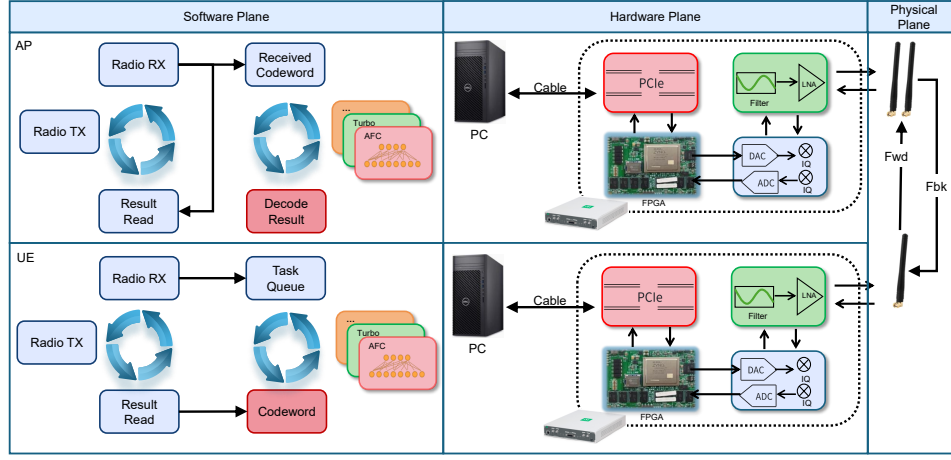 Software Plane
Hardware Plane
Physical
Plane
AP
Radio RX
Received
Codeword
Radio TX
...
Turbo
AFC
Result
Read
Decode
Result
PC
Cable
PCIe
Filter
LNA
FPGA
DAC
IQ
ADC
IQ
Fwd
Fbk
UE
Radio RX
Task
Queue
Radio TX
...
Turbo
AFC
Result
Read
Codeword
PC
Cable
PCIe
Filter
LNA
FPGA
DAC
IQ
ADC
IQ